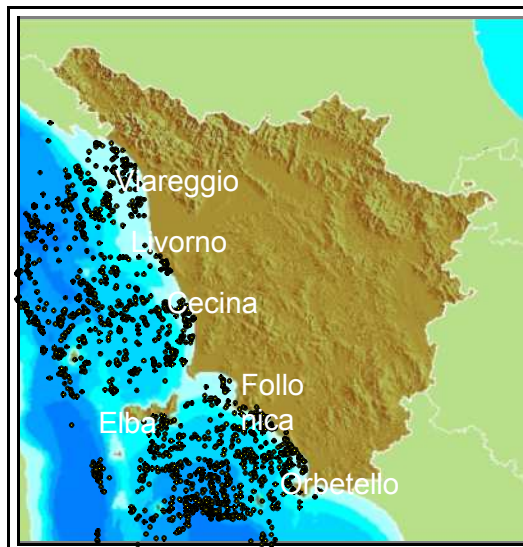 Viareggio
Livorno
Cecina
Follo
nica
Elba
Orbetello